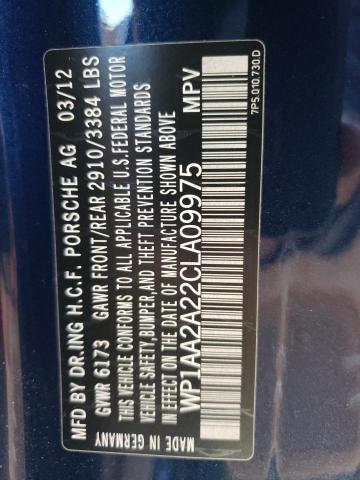 MFD BY DR.ING H.C.F. PORSCHE AG 03/12
GVWR 6173 GAWR FRONT/REAR 2910/3384 LBS
THIS VEHICLE CONFORMS TO ALL APPLICABLE U.S.FEDERAL MOTOR
VEHICLE SAFETY,BUMPER,AND THEFT PREVENTION STANDARDS
IN EFFECT ON THE DATE OF MANUFACTURE SHOWN ABOVE
WP1AA2A22CLA09975 MPV
MADE IN GERMANY 7P5.010.730.D